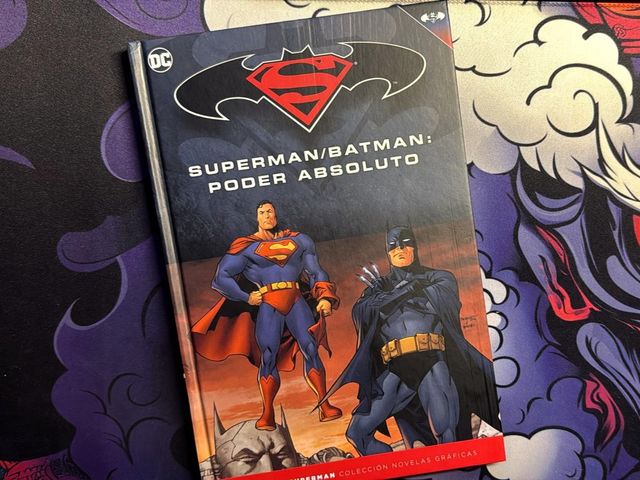 DC
SUPERMAN/BATMAN:
PODER ABSOLUTO
SUPERMAN COLECCIÓN NOVELAS GRÁFICAS